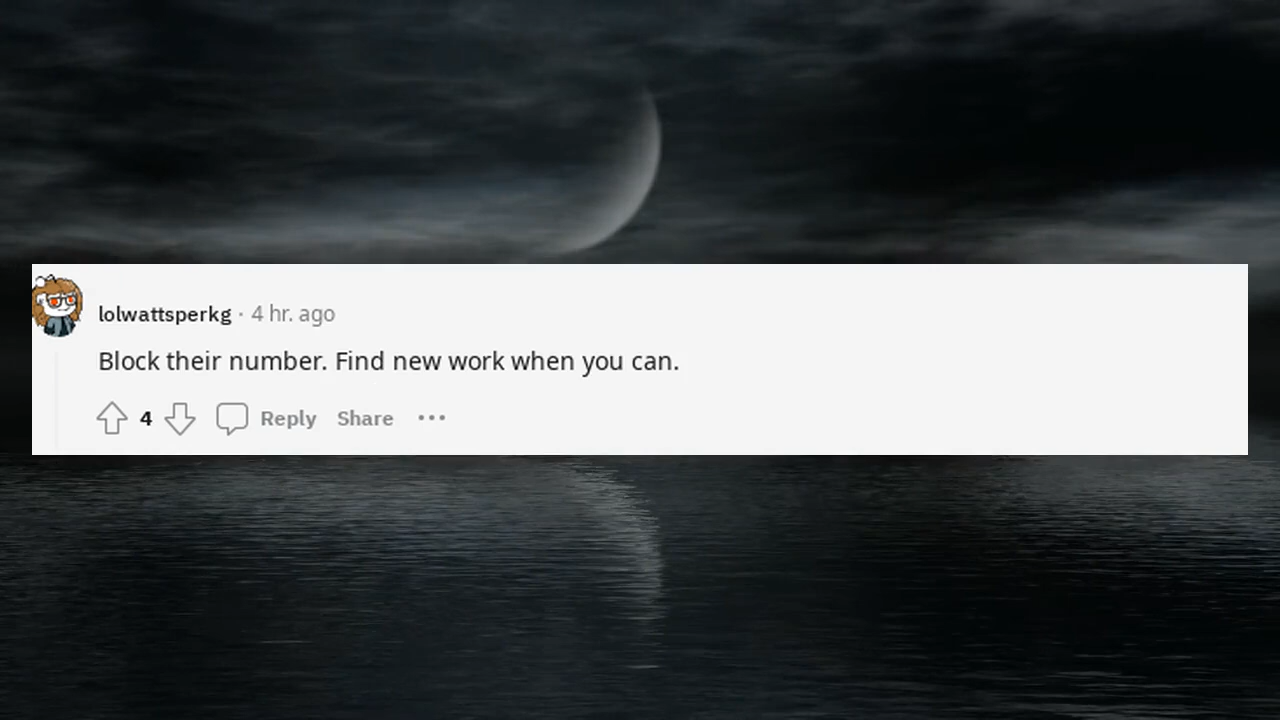 lolwattsperkg · 4 hr. ago
Block their number. Find new work when you can.
4 Reply Share ···